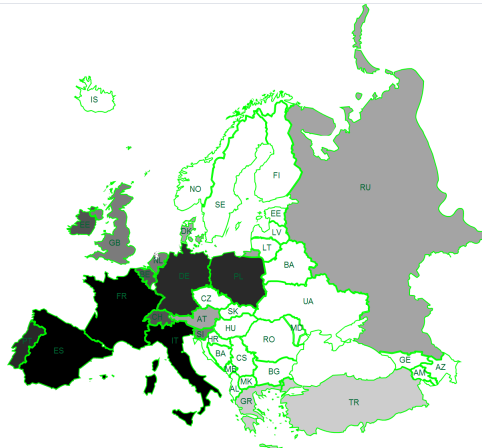 IS
NO
FI
SE
RU
EE
LV
DK
LT
GB
NL
BA
DE
PL
CZ
UA
FR
SK
AT
HU
MD
SI
HR
RO
IT
BA
CS
ES
GE
ME
BG
AZ
AM
MK
AL
GR
TR